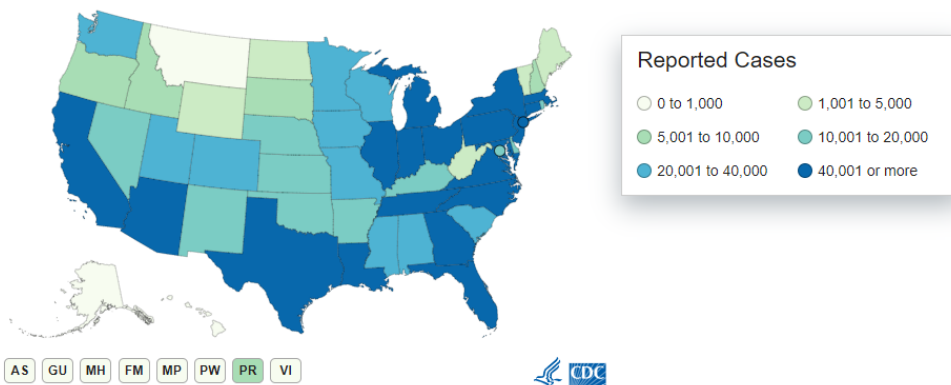 Reported Cases
0 to 1,000
1,001 to 5,000
5,001 to 10,000
10,001 to 20,000
20,001 to 40,000
40,001 or more
AS GU MH FM MP PW PR VI
CDC